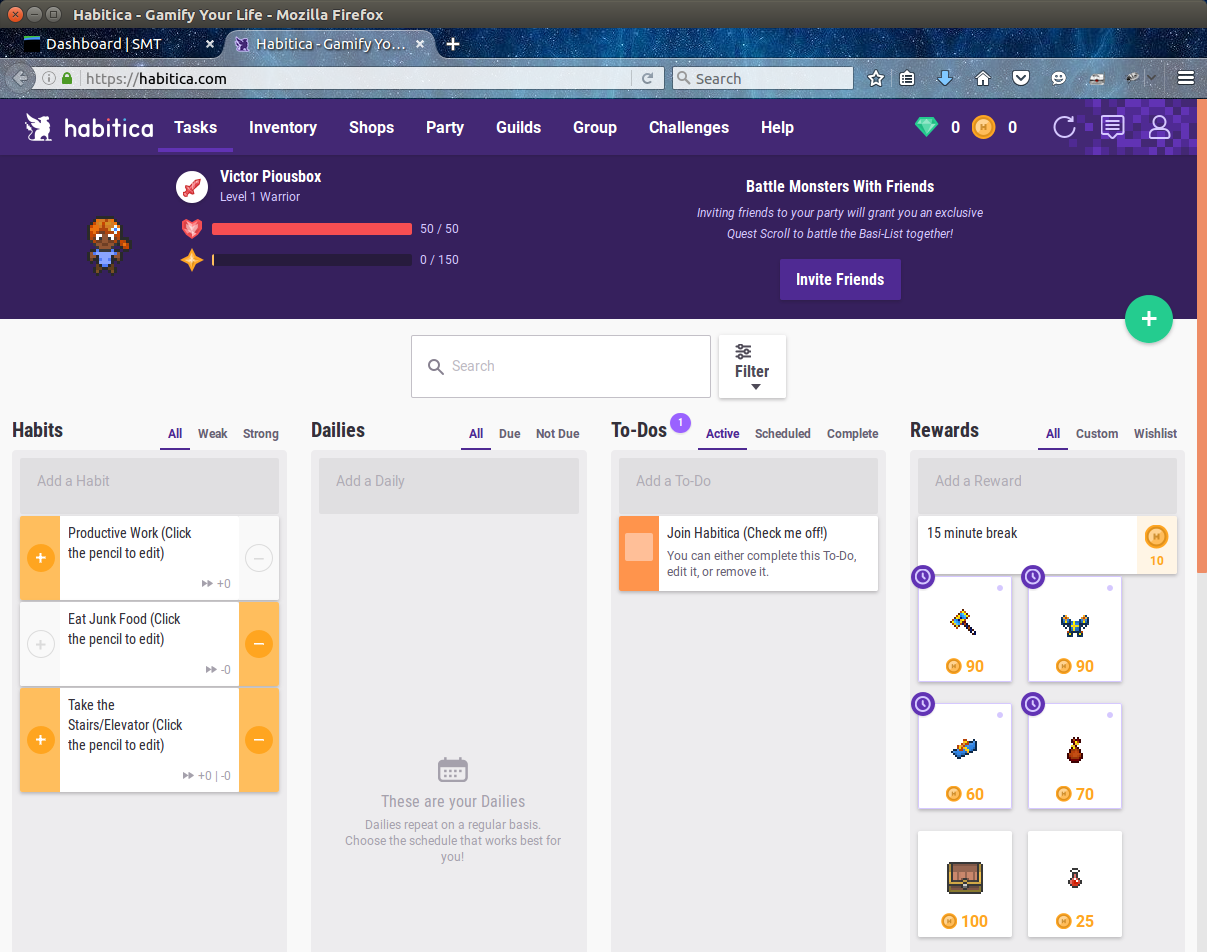 Habitica - Gamify Your Life - Mozilla Firefox
Dashboard | SMT
Habitica - Gamify Yo...
https://habitica.com
Search
habitica
Tasks
Inventory
Shops
Party
Guilds
Group
Challenges
Help
0
0
Victor Piousbox
Level 1 Warrior
50 / 50
0 / 150
Battle Monsters With Friends
Inviting friends to your party will grant you an exclusive
Quest Scroll to battle the Basi-List together!
Invite Friends
Search
Filter
Habits
All
Weak
Strong
Add a Habit
Productive Work (Click
the pencil to edit)
+0
Eat Junk Food (Click
the pencil to edit)
-0
Take the
Stairs/Elevator (Click
the pencil to edit)
+0 | -0
Dailies
All
Due
Not Due
Add a Daily
These are your Dailies
Dailies repeat on a regular basis.
Choose the schedule that works best for
you!
To-Dos
1
Active
Scheduled
Complete
Add a To-Do
Join Habitica (Check me off!)
You can either complete this To-Do,
edit it, or remove it.
Rewards
All
Custom
Wishlist
Add a Reward
15 minute break
10
90
90
60
70
100
25